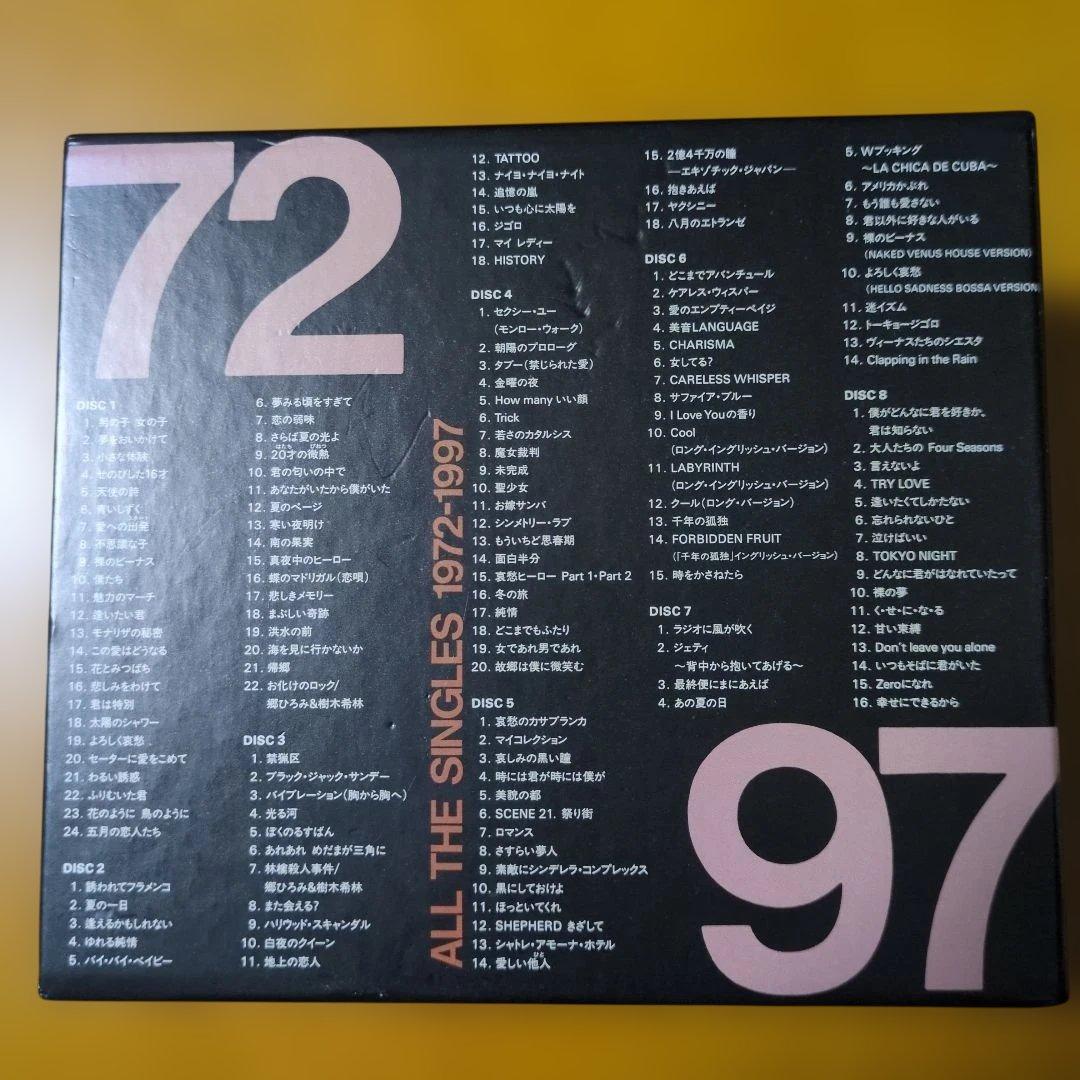 72
DISC 1
1. 男の子 女の子
2. 夢をおいかけて
3. 小さな体験
4. せのびした16才
5. 天使の詩
6. 青いしずく
7. 愛への出発
8. 不思議な子
9. 裸のビーナス
10. 僕たち
11. 魅力のマーチ
12. 逢いたい君
13. モナリザの秘密
14. この愛はどうなる
15. 花とみつばち
16. 悲しみをわけて
17. 君は特別
18. 太陽のシャワー
19. よろしく哀愁
20. セーターに愛をこめて
21. わるい誘惑
22. ふりむいた君
23. 花のように 鳥のように
24. 五月の恋人たち
DISC 2
1. 誘われてフラメンコ
2. 夏の一日
3. 逢えるかもしれない
4. ゆれる純情
5. バイ・バイ・ベイビー
6. 夢みる頃をすぎて
7. 恋の弱味
8. さらば夏の光よ
9. 20才の微熱
はたち びねつ
10. 君の匂いの中で
11. あなたがいたから僕がいた
12. 夏のページ
13. 寒い夜明け
14. 南の果実
15. 真夜中のヒーロー
16. 蝶のマドリガル(恋唄)
17. 悲しきメモリー
18. まぶしい奇跡
19. 洪水の前
20. 海を見に行かないか
21. 帰郷
22. お化けのロック/
郷ひろみ&樹木希林
DISC 3
1. 禁猟区
2. ブラック・ジャック・サンデー
3. バイブレーション(胸から胸へ)
4. 光る河
5. ぼくのるすばん
6. あれあれ めだまが三角に
7. 林檎殺人事件/
郷ひろみ&樹木希林
8. また会える?
9. ハリウッド・スキャンダル
10. 白夜のクイーン
11. 地上の恋人
ALL THE SINGLES 1972-1997
12. TATTOO
13. ナイヨ・ナイヨ・ナイト
14. 追憶の嵐
15. いつも心に太陽を
16. ジゴロ
17. マイ レディー
18. HISTORY
DISC 4
1. セクシー・ユー
(モンロー・ウォーク)
2. 朝陽のプロローグ
3. タブー(禁じられた愛)
4. 金曜の夜
5. How many いい顔
6. Trick
7. 若さのカタルシス
8. 魔女裁判
9. 未完成
10. 聖少女
11. お嫁サンバ
12. シンメトリー・ラブ
13. もういちど思春期
14. 面白半分
15. 哀愁ヒーロー Part 1・Part 2
16. 冬の旅
17. 純情
18. どこまでもふたり
19. 女であれ男であれ
20. 故郷は僕に微笑む
DISC 5
1. 哀愁のカサブランカ
2. マイコレクション
3. 哀しみの黒い瞳
4. 時には君が時には僕が
5. 美貌の都
6. SCENE 21. 祭り街
7. ロマンス
8. さすらい夢人
9. 素敵にシンデレラ・コンプレックス
10. 黒にしておけよ
11. ほっといてくれ
12. SHEPHERD きざして
13. シャトレ・アモーナ・ホテル
14. 愛しい他人
ひと
15. 2億4千万の瞳
—エキゾチック・ジャパン—
16. 抱きあえば
17. ヤクシニー
18. 八月のエトランゼ
DISC 6
1. どこまでアバンチュール
2. ケアレス・ウィスパー
3. 愛のエンプティーペイジ
4. 美音LANGUAGE
5. CHARISMA
6. 女してる?
7. CARELESS WHISPER
8. サファイア・ブルー
9. I Love Youの香り
10. Cool
(ロング・イングリッシュ・バージョン)
11. LABYRINTH
(ロング・イングリッシュ・バージョン)
12. クール(ロング・バージョン)
13. 千年の孤独
14. FORBIDDEN FRUIT
(「千年の孤独」イングリッシュ・バージョン)
15. 時をかさねたら
DISC 7
1. ラジオに風が吹く
2. ジェティ
〜背中から抱いてあげる〜
3. 最終便にまにあえば
4. あの夏の日
5. Wブッキング
〜LA CHICA DE CUBA〜
6. アメリカかぶれ
7. もう誰も愛さない
8. 君以外に好きな人がいる
9. 裸のビーナス
(NAKED VENUS HOUSE VERSION)
10. よろしく哀愁
(HELLO SADNESS BOSSA VERSION
11. 迷イズム
12. トーキョージゴロ
13. ヴィーナスたちのシエスタ
14. Clapping in the Rain
DISC 8
1. 僕がどんなに君を好きか、
君は知らない
2. 大人たちの Four Seasons
3. 言えないよ
4. TRY LOVE
5. 逢いたくてしかたない
6. 忘れられないひと
7. 泣けばいい
8. TOKYO NIGHT
9. どんなに君がはなれていたって
10. 裸の夢
11. く・せ・に・な・る
12. 甘い束縛
13. Don't leave you alone
14. いつもそばに君がいた
15. Zeroになれ
16. 幸せにできるから
97